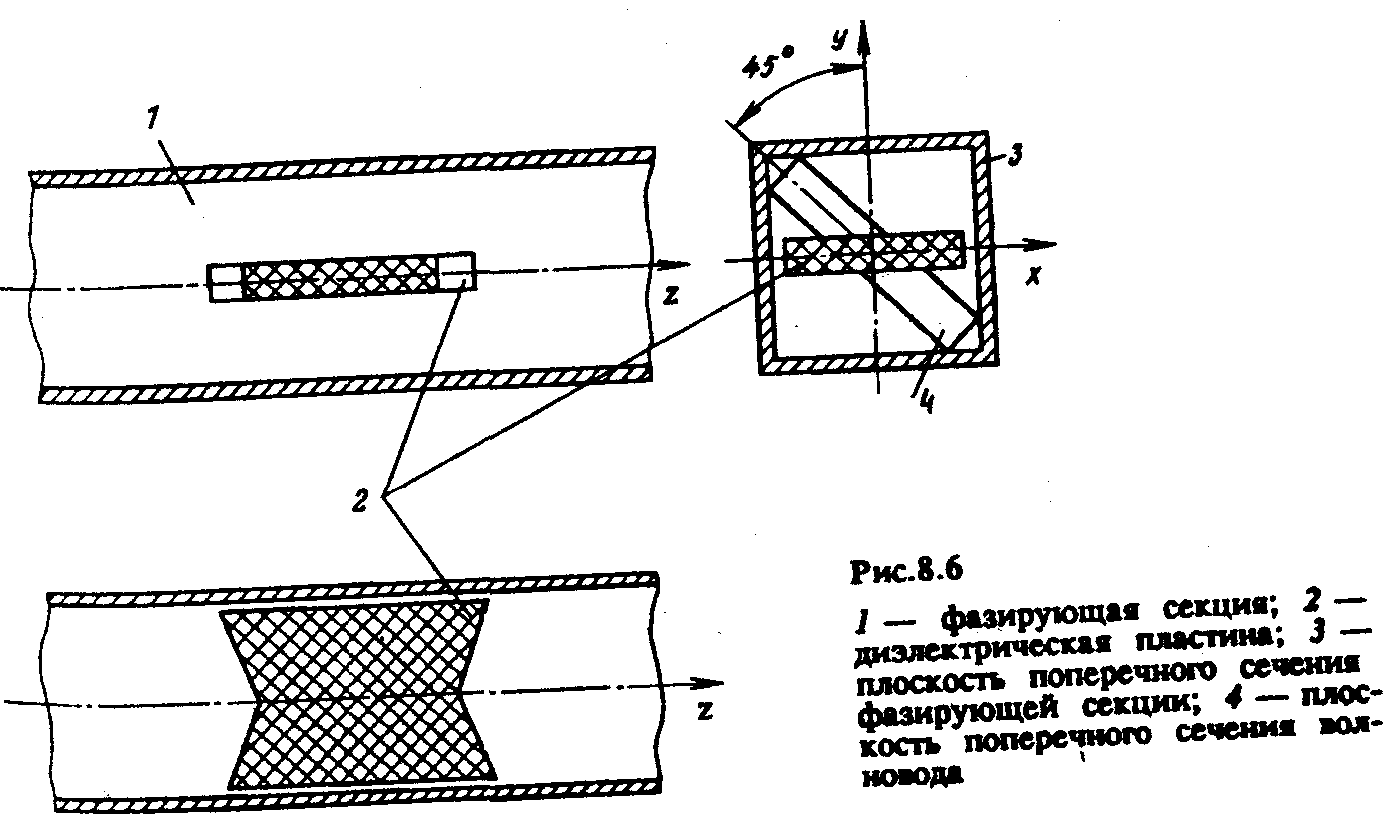 1
z
2
z
45°
y
3
x
4
Рис.8.6
1 — фазирующая секция; 2 —
диэлектрическая пластина; 3 —
плоскость поперечного сечения
фазирующей секции; 4 — плос-
кость поперечного сечения вол-
новода